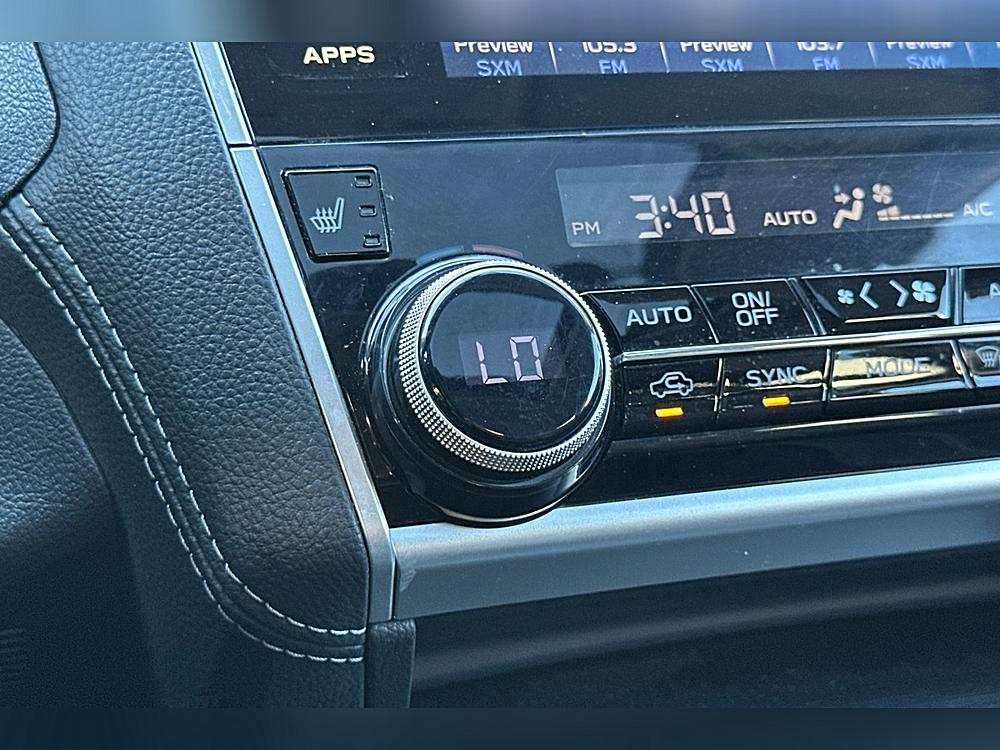 APPS
Preview 105.3 Preview 103.7 Preview
SXM FM SXM FM SXM
PM 3:40 AUTO A/C
AUTO ON/
OFF
LO
SYNC MODE